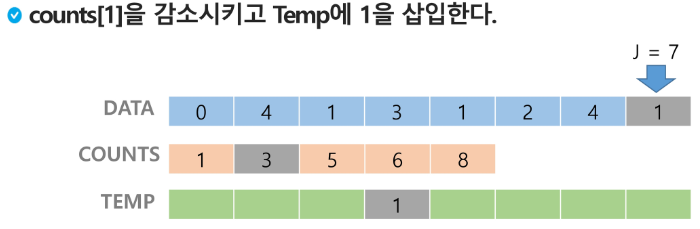 counts[1]을 감소시키고 Temp에 1을 삽입한다.
J = 7
DATA 0 4 1 3 1 2 4 1
COUNTS 1 3 5 6 8
TEMP 1